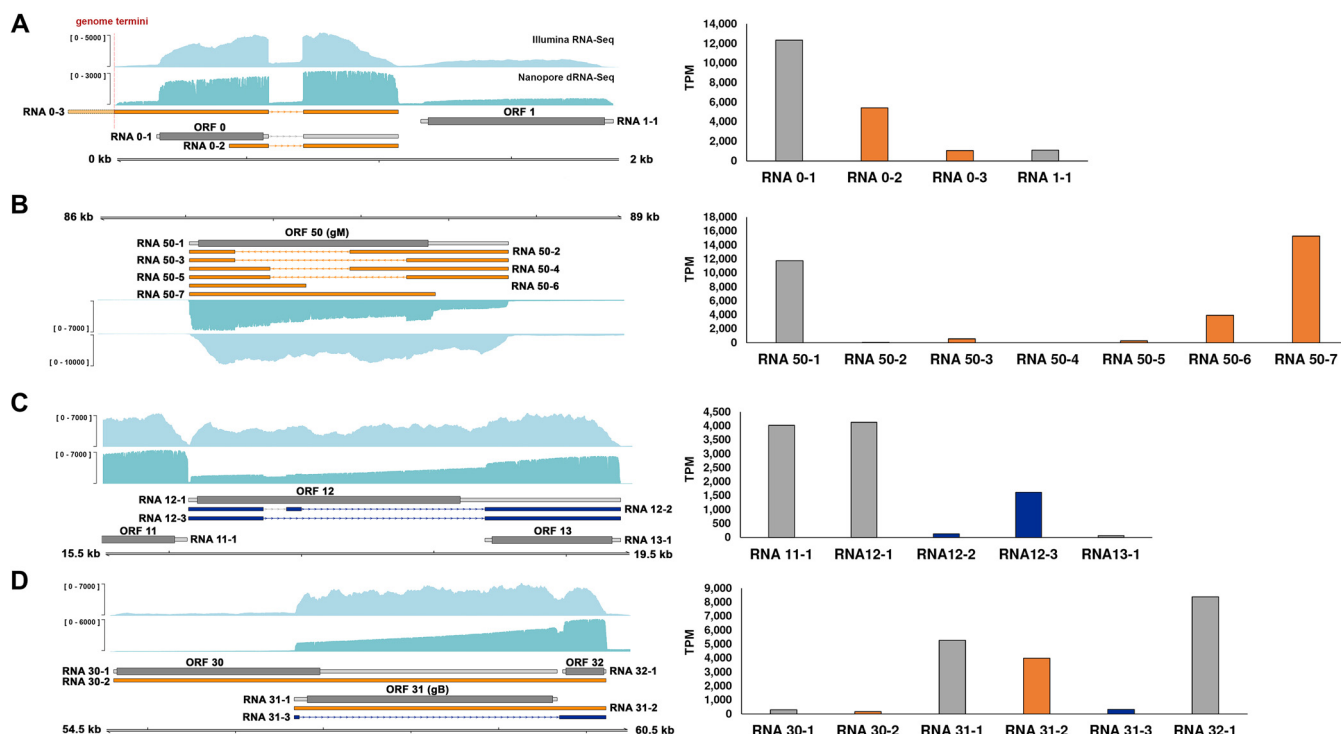 A
genome termini
[ 0 - 5000 ]
Illumina RNA-Seq
[ 0 - 3000 ]
Nanopore dRNA-Seq
RNA 0-3
ORF 1
ORF 0
RNA 1-1
RNA 0-1
RNA 0-2
0 kb
2 kb
14,000
12,000
10,000
8,000
6,000
4,000
2,000
0
TPM
RNA 0-1 RNA 0-2 RNA 0-3 RNA 1-1
B
86 kb
89 kb
ORF 50 (gM)
RNA 50-1
RNA 50-2
RNA 50-3
RNA 50-4
RNA 50-5
RNA 50-6
RNA 50-7
[ 0 - 7000 ]
[ 0 - 10000 ]
18,000
16,000
14,000
12,000
10,000
8,000
6,000
4,000
2,000
0
TPM
RNA 50-1 RNA 50-2 RNA 50-3 RNA 50-4 RNA 50-5 RNA 50-6 RNA 50-7
C
[ 0 - 7000 ]
[ 0 - 7000 ]
ORF 12
RNA 12-1
RNA 12-2
RNA 12-3
ORF 11
RNA 11-1
ORF 13
RNA 13-1
15.5 kb
19.5 kb
4,500
4,000
3,500
3,000
2,500
2,000
1,500
1,000
500
0
TPM
RNA 11-1 RNA12-1 RNA12-2 RNA12-3 RNA13-1
D
[ 0 - 7000 ]
[ 0 - 6000 ]
ORF 30
ORF 32
RNA 30-1
RNA 32-1
RNA 30-2
ORF 31 (gB)
RNA 31-1
RNA 31-2
RNA 31-3
54.5 kb
60.5 kb
9,000
8,000
7,000
6,000
5,000
4,000
3,000
2,000
1,000
0
TPM
RNA 30-1 RNA 30-2 RNA 31-1 RNA 31-2 RNA 31-3 RNA 32-1